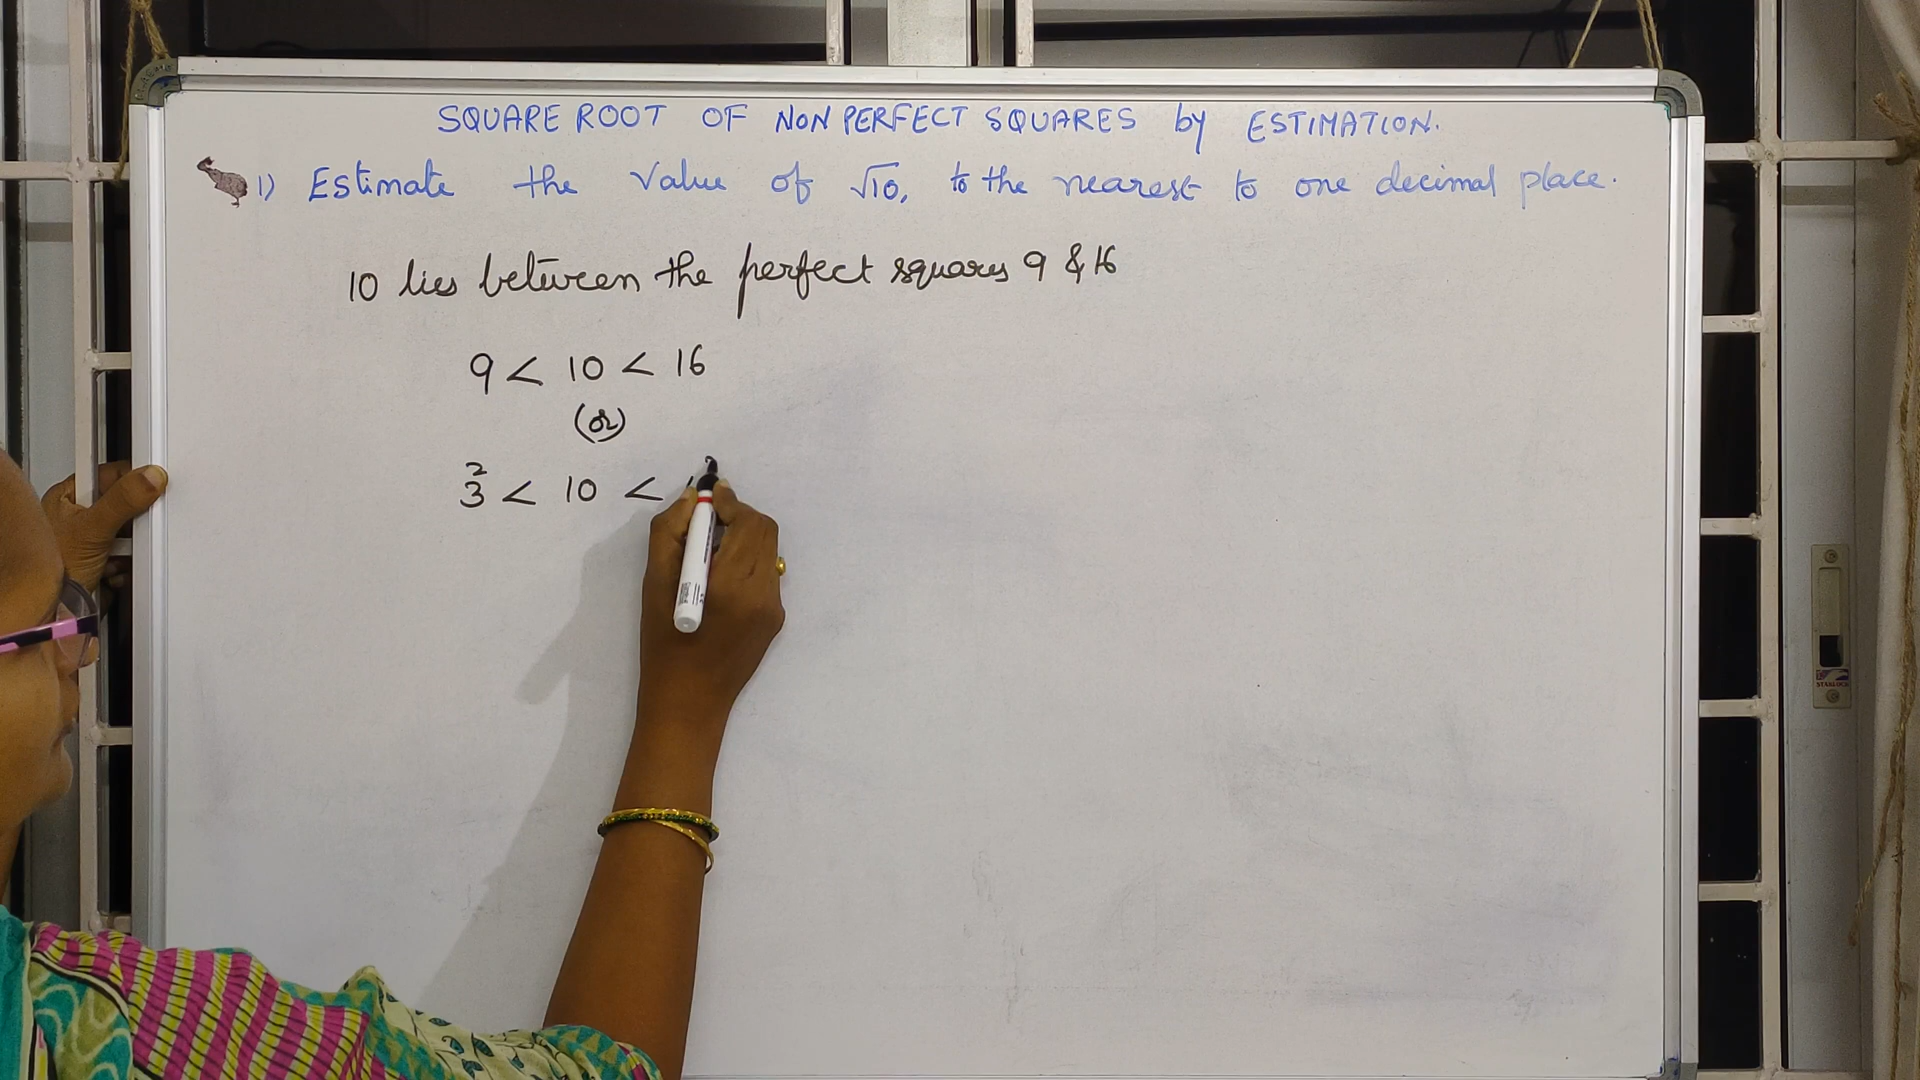 SQUARE ROOT OF NON PERFECT SQUARES by ESTIMATION.
1) Estimate the value of √10, to the nearest to one decimal place.
10 lies between the perfect squares 9 & 16
9 < 10 < 16
(or)
3² < 10 <